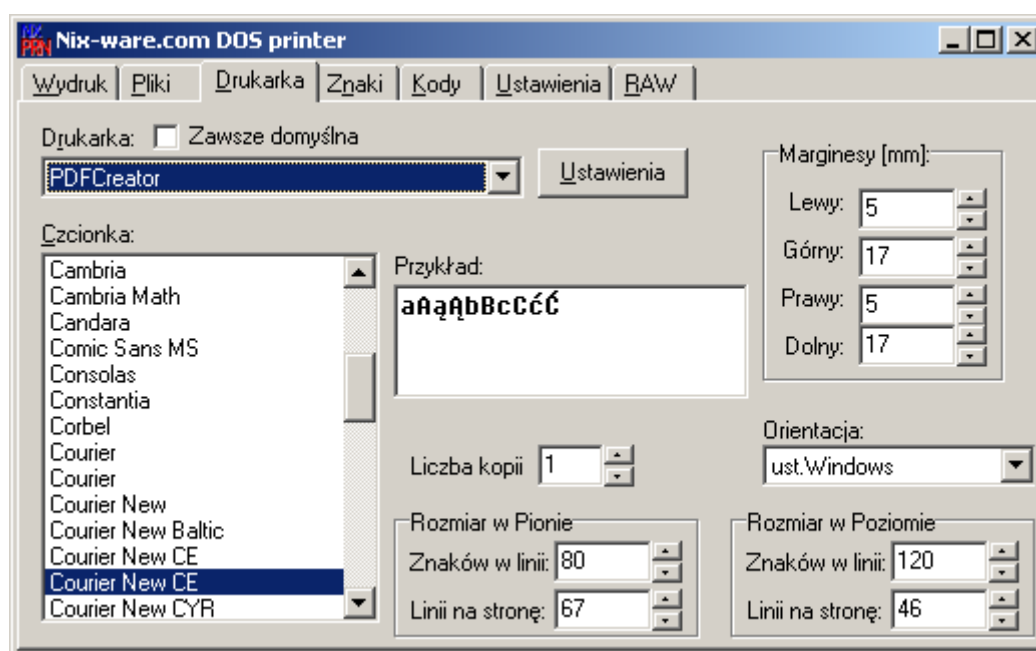 NIX
PRN
Nix-ware.com DOS printer
Wydruk Pliki Drukarka Znaki Kody Ustawienia RAW
Drukarka: Zawsze domyślna
PDFCreator
Ustawienia
Czcionka:
Cambria
Cambria Math
Candara
Comic Sans MS
Consolas
Constantia
Corbel
Courier
Courier
Courier New
Courier New Baltic
Courier New CE
Courier New CE
Courier New CYR
Przykład:
aAąĄbBcCćĆ
Liczba kopii 1
Marginesy [mm]:
Lewy: 5
Górny: 17
Prawy: 5
Dolny: 17
Orientacja:
ust.Windows
Rozmiar w Pionie
Znaków w linii: 80
Linii na stronę: 67
Rozmiar w Poziomie
Znaków w linii: 120
Linii na stronę: 46